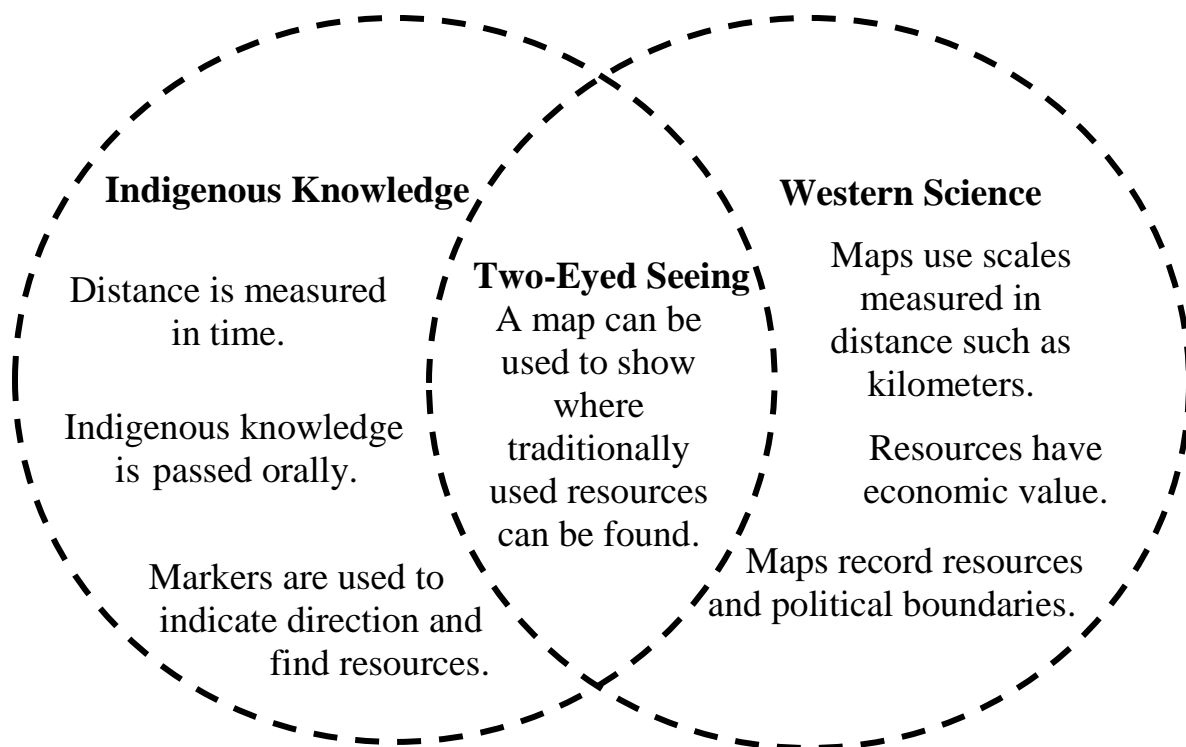 Indigenous Knowledge
Distance is measured
in time.
Indigenous knowledge
is passed orally.
Markers are used to
indicate direction and
find resources.
Two-Eyed Seeing
A map can be
used to show
where
traditionally
used resources
can be found.
Western Science
Maps use scales
measured in
distance such as
kilometers.
Resources have
economic value.
Maps record resources
and political boundaries.